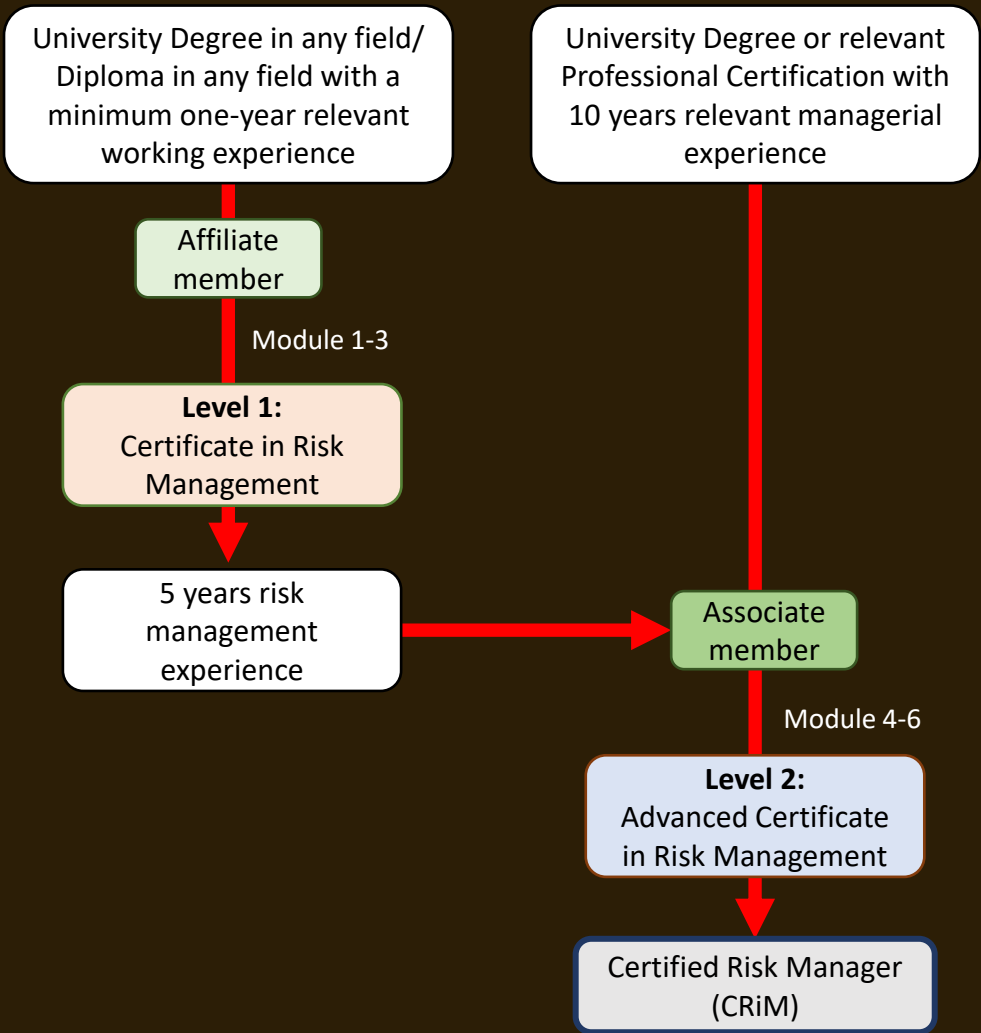 University Degree in any field/
Diploma in any field with a
minimum one-year relevant
working experience
University Degree or relevant
Professional Certification with
10 years relevant managerial
experience
Affiliate
member
Module 1-3
Level 1:
Certificate in Risk
Management
5 years risk
management
experience
Associate
member
Module 4-6
Level 2:
Advanced Certificate
in Risk Management
Certified Risk Manager
(CRiM)